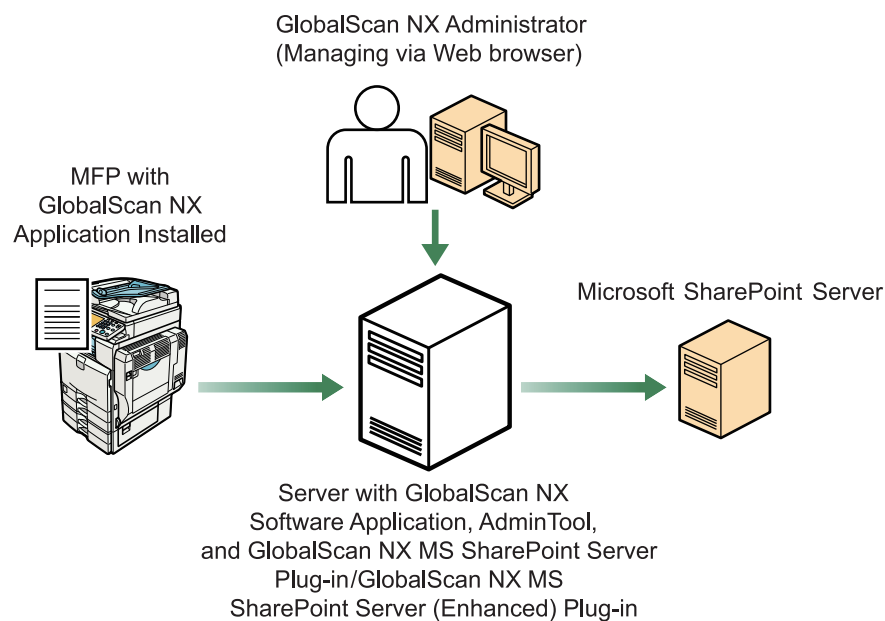 GlobalScan NX Administrator
(Managing via Web browser)
MFP with
GlobalScan NX
Application Installed
Microsoft SharePoint Server
Server with GlobalScan NX
Software Application, AdminTool,
and GlobalScan NX MS SharePoint Server
Plug-in/GlobalScan NX MS
SharePoint Server (Enhanced) Plug-in